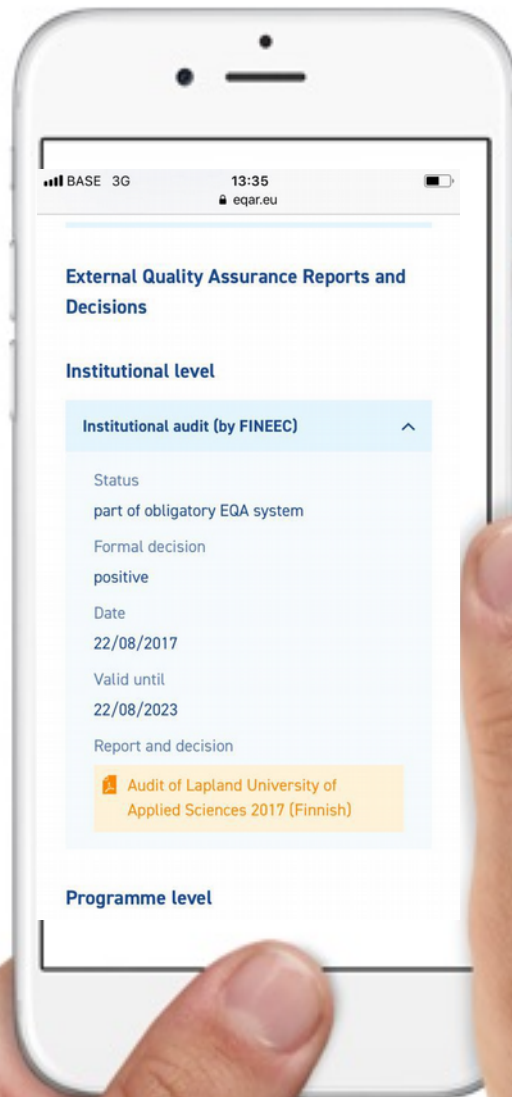 BASE 3G 13:35
eqar.eu
External Quality Assurance Reports and
Decisions
Institutional level
Institutional audit (by FINEEC)
Status
part of obligatory EQA system
Formal decision
positive
Date
22/08/2017
Valid until
22/08/2023
Report and decision
Audit of Lapland University of
Applied Sciences 2017 (Finnish)
Programme level